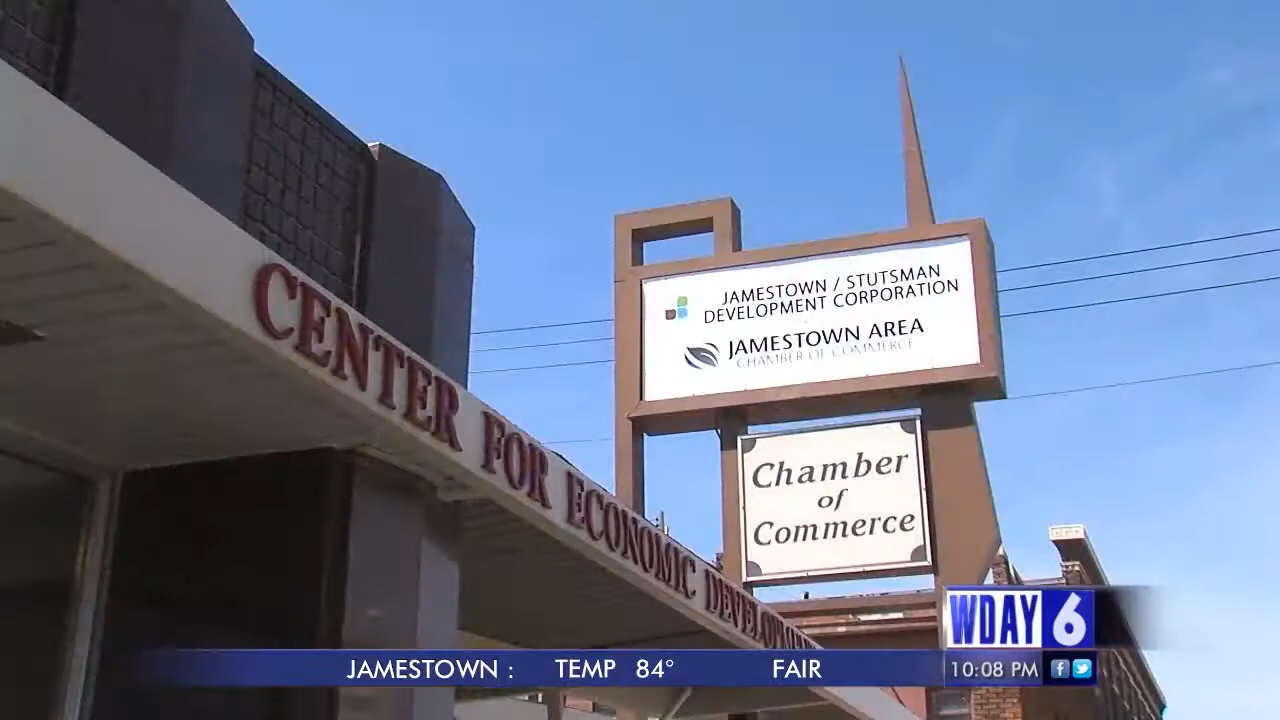 JAMESTOWN / STUTSMAN
DEVELOPMENT CORPORATION
JAMESTOWN AREA
CHAMBER OF COMMERCE
CENTER FOR ECONOMIC
Chamber
of
Commerce
WDAY 6
JAMESTOWN : TEMP 84° FAIR
10:08 PM